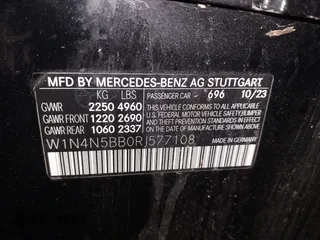 MFD BY MERCEDES-BENZ AG STUTTGART
KG LBS PASSENGER CAR 696 10/23
GVWR 2250 4960 THIS VEHICLE CONFORMS TO ALL APPLICABLE
GAWR FRONT 1220 2690 U.S. FEDERAL MOTOR VEHICLE SAFETY, BUMPER,
GAWR REAR 1060 2337 AND THEFT PREVENTION STANDARDS IN EFFECT
ON THE DATE OF MANUFACTURE SHOWN ABOVE.
W1N4N5BB0RJ577108 MADE IN GERMANY